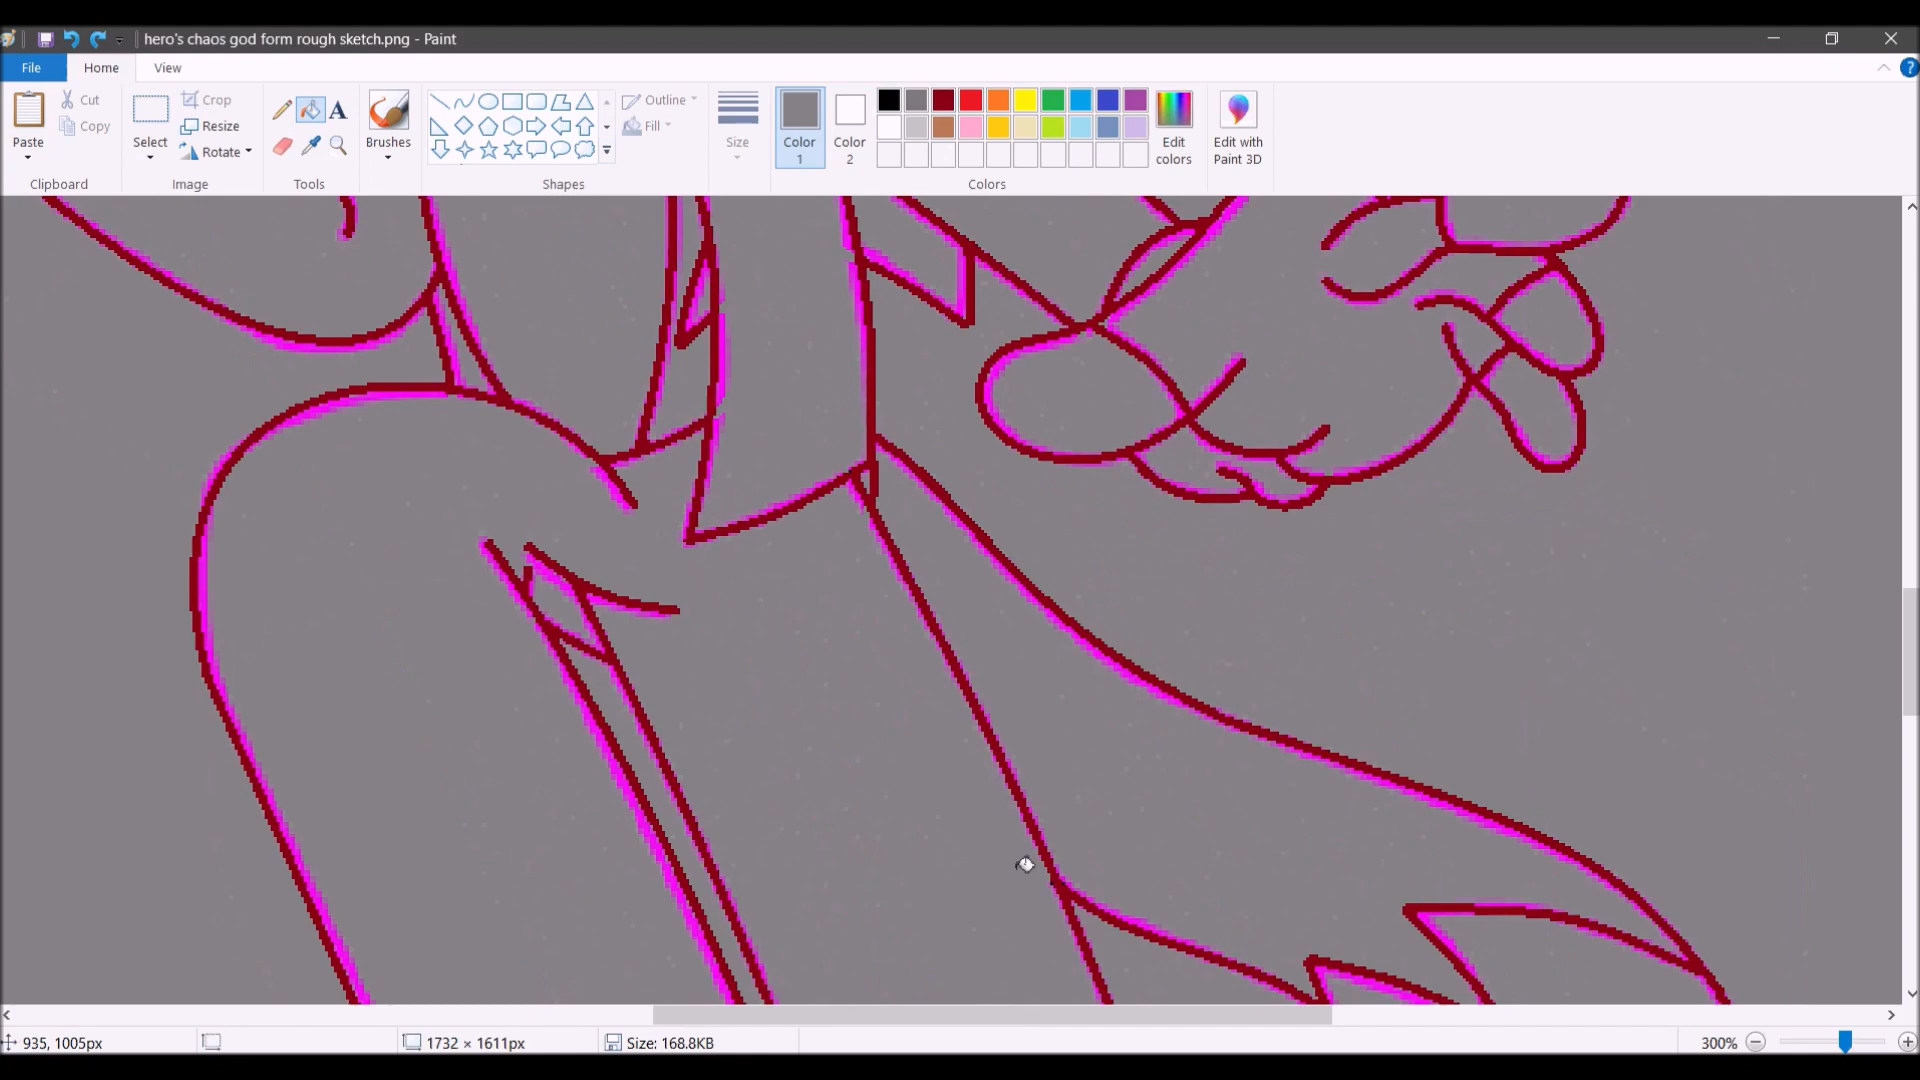 hero's chaos god form rough sketch.png - Paint
File Home View
Paste
Cut
Copy
Clipboard
Select
Crop
Resize
Rotate
Image
A
Tools
Brushes
Shapes
Outline
Fill
Size
Color 1
Color 2
Colors
Edit colors
Edit with Paint 3D
935, 1005px
1732 × 1611px
Size: 168.8KB
300%